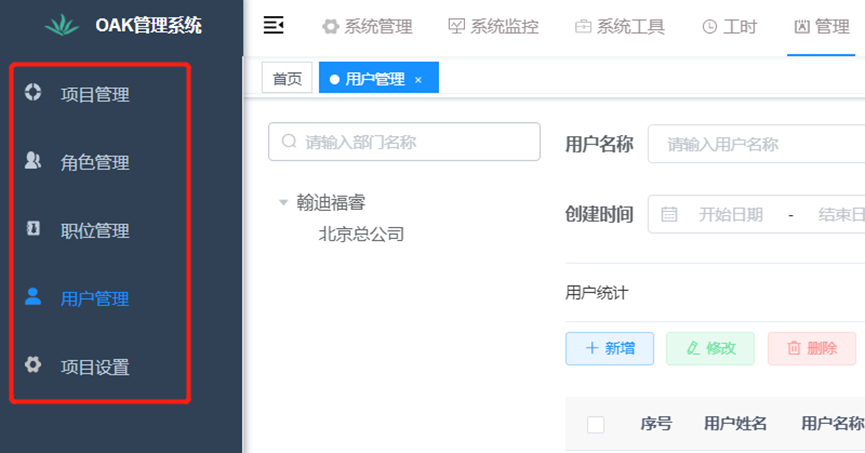 OAK管理系统
系统管理 系统监控 系统工具 工时 管理
首页 用户管理 ×
项目管理
角色管理
职位管理
用户管理
项目设置
请输入部门名称
翰迪福睿
北京总公司
用户名称 请输入用户名称
创建时间 开始日期 - 结束日
用户统计
+ 新增 修改 删除
序号 用户姓名 用户名称